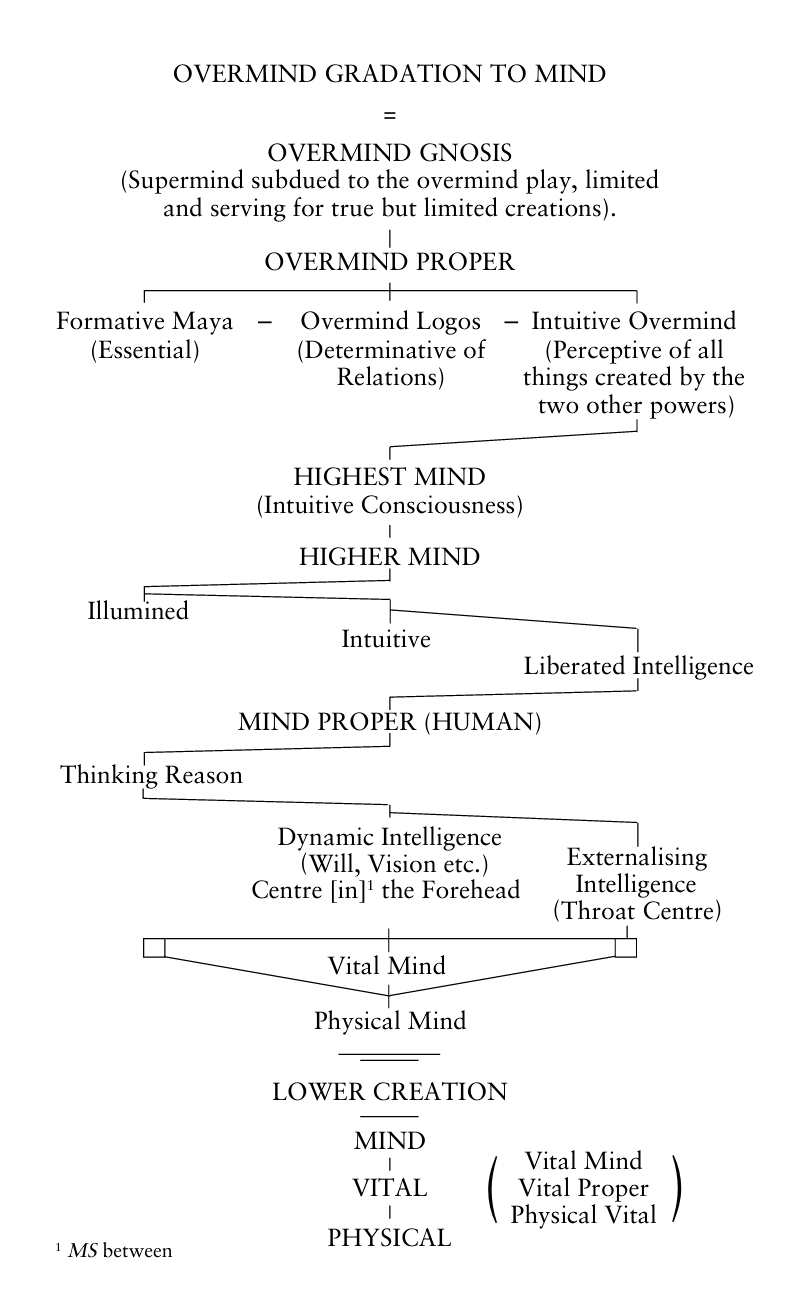 OVERMIND GRADATION TO MIND
=
OVERMIND GNOSIS
(Supermind subdued to the overmind play, limited
and serving for true but limited creations).
OVERMIND PROPER
Formative Maya – Overmind Logos – Intuitive Overmind
(Essential) (Determinative of (Perceptive of all
Relations) things created by the
two other powers)
HIGHEST MIND
(Intuitive Consciousness)
HIGHER MIND
Illumined
Intuitive
Liberated Intelligence
MIND PROPER (HUMAN)
Thinking Reason
Dynamic Intelligence
(Will, Vision etc.)
Centre [in]¹ the Forehead
Externalising
Intelligence
(Throat Centre)
Vital Mind
Physical Mind
LOWER CREATION
MIND
VITAL
PHYSICAL
( Vital Mind
Vital Proper
Physical Vital )
¹ MS between